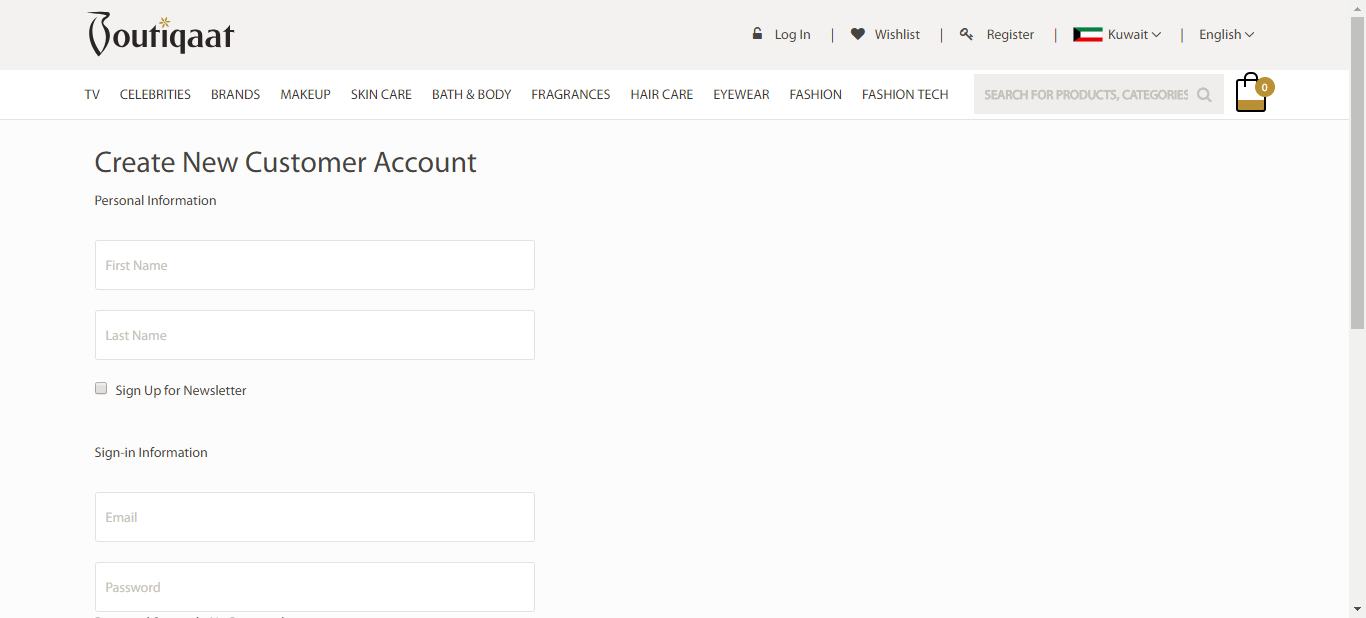 Boutiqaat
Log In | Wishlist | Register | Kuwait | English
TV CELEBRITIES BRANDS MAKEUP SKIN CARE BATH & BODY FRAGRANCES HAIR CARE EYEWEAR FASHION FASHION TECH SEARCH FOR PRODUCTS, CATEGORIES 0
Create New Customer Account
Personal Information
First Name
Last Name
Sign Up for Newsletter
Sign-in Information
Email
Password